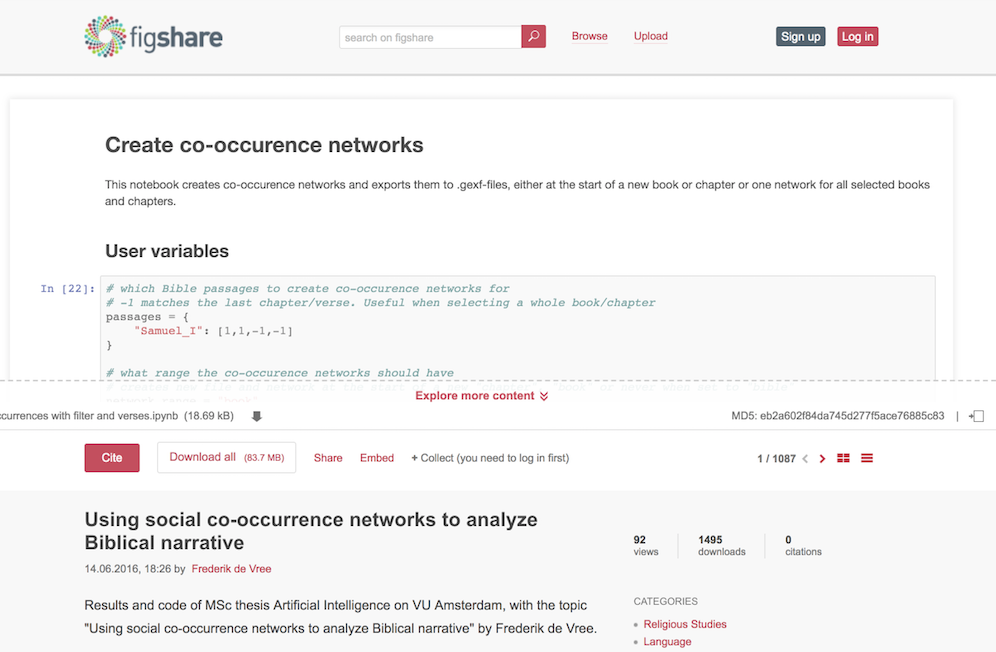 figshare
search on figshare
Browse
Upload
Sign up
Log in
Create co-occurence networks
This notebook creates co-occurence networks and exports them to .gexf-files, either at the start of a new book or chapter or one network for all selected books
and chapters.
User variables
In [22]:
# which Bible passages to create co-occurence networks for
# -1 matches the last chapter/verse. Useful when selecting a whole book/chapter
passages = {
"Samuel_I": [1,1,-1,-1]
}
# what range the co-occurence networks should have
Explore more content
currences with filter and verses.ipynb (18.69 kB)
MD5: eb2a602f84da745d277f5ace76885c83 |
Cite
Download all (83.7 MB)
Share
Embed
+ Collect (you need to log in first)
1 / 1087
Using social co-occurrence networks to analyze
Biblical narrative
14.06.2016, 18:26 by Frederik de Vree
92
views
1495
downloads
0
citations
Results and code of MSc thesis Artificial Intelligence on VU Amsterdam, with the topic
"Using social co-occurrence networks to analyze Biblical narrative" by Frederik de Vree.
CATEGORIES
Religious Studies
Language